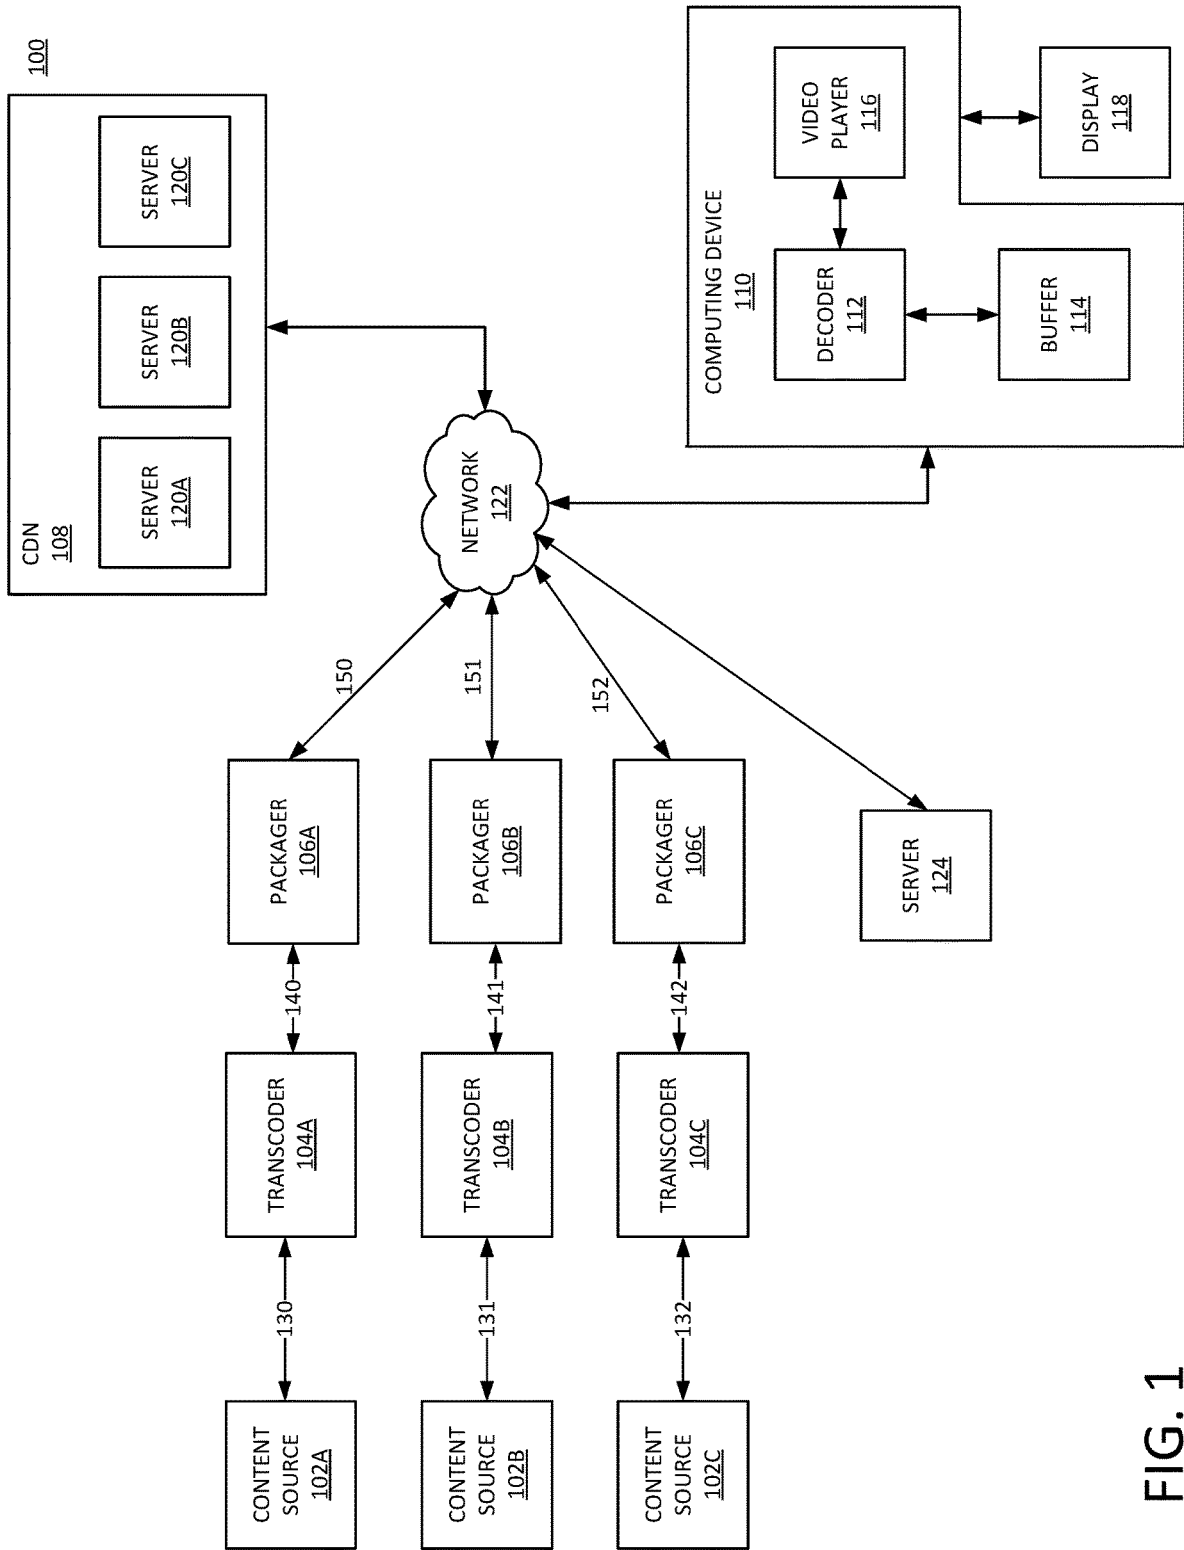 100
CDN
108
SERVER
120A
SERVER
120B
SERVER
120C
CONTENT
SOURCE
102A
130
TRANSCODER
104A
140
PACKAGER
106A
150
CONTENT
SOURCE
102B
131
TRANSCODER
104B
141
PACKAGER
106B
151
NETWORK
122
CONTENT
SOURCE
102C
132
TRANSCODER
104C
142
PACKAGER
106C
152
COMPUTING DEVICE
110
DECODER
112
VIDEO
PLAYER
116
BUFFER
114
DISPLAY
118
SERVER
124
FIG. 1